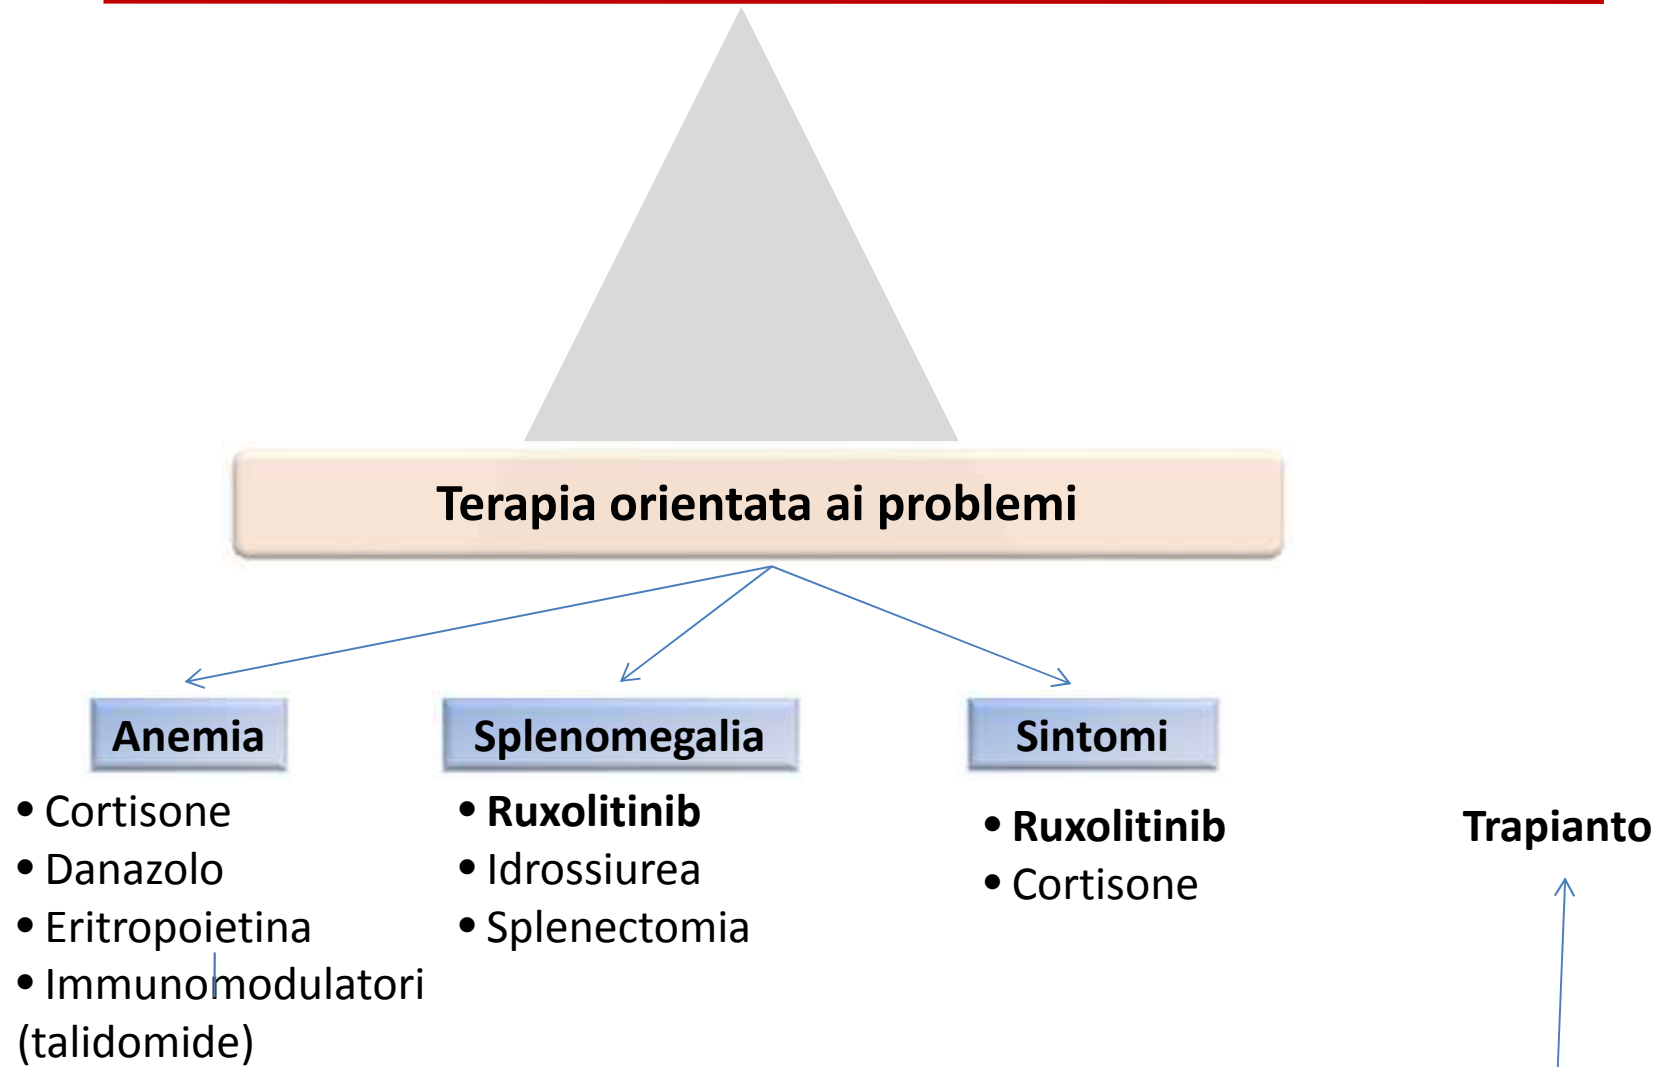 Terapia orientata ai problemi
Anemia
• Cortisone
• Danazolo
• Eritropoietina
• Immunomodulatori
(talidomide)
Splenomegalia
• Ruxolitinib
• Idrossiurea
• Splenectomia
Sintomi
• Ruxolitinib
• Cortisone
Trapianto